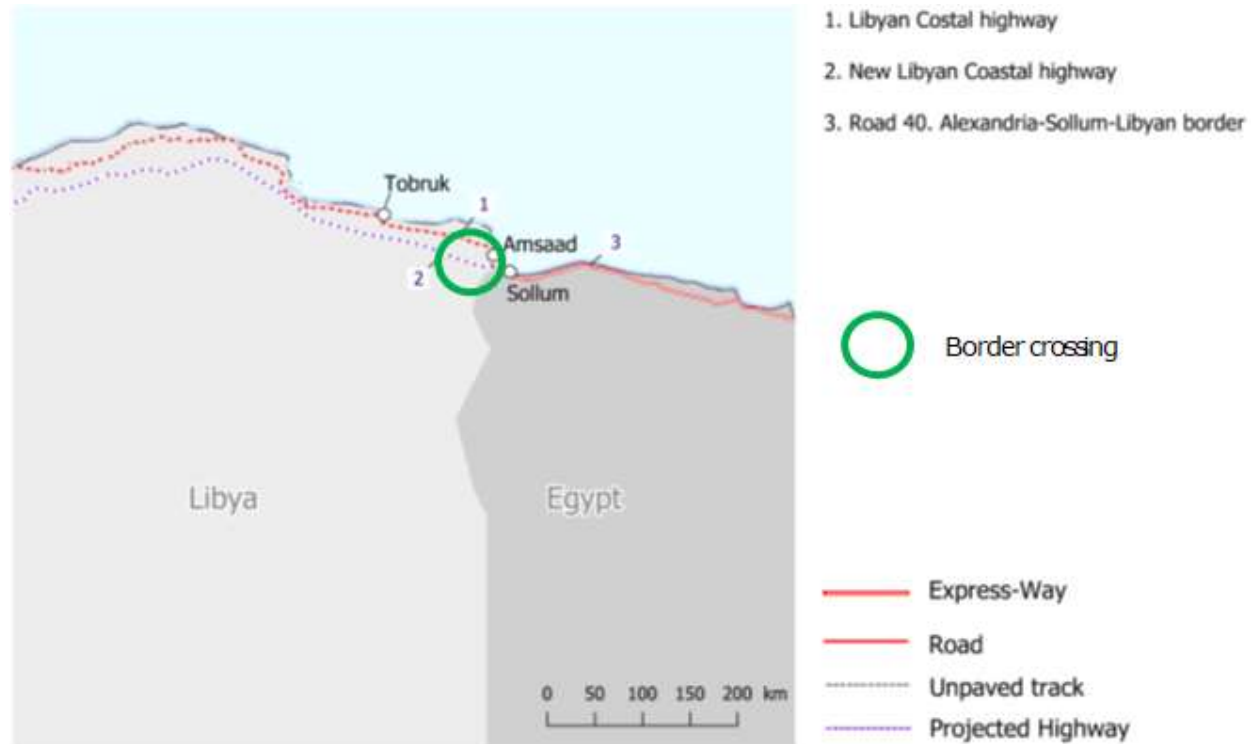 1. Libyan Costal highway
2. New Libyan Coastal highway
3. Road 40. Alexandria-Sollum-Libyan border
Tobruk
1
Amsaad
3
2
Sollum
Border crossing
Libya
Egypt
Express-Way
Road
0 50 100 150 200 km
Unpaved track
Projected Highway